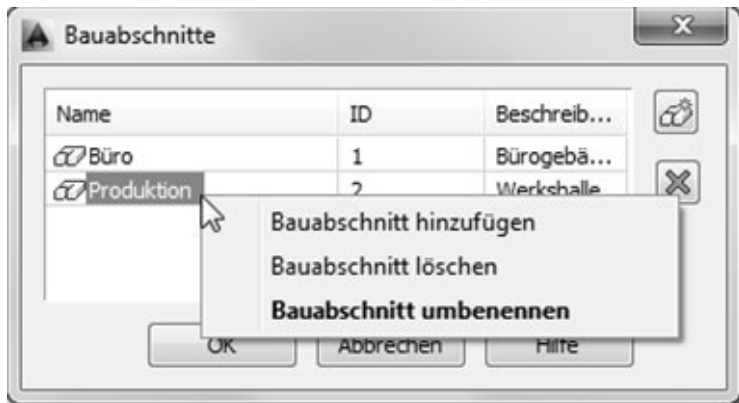 Bauabschnitte
Name ID Beschreib...
Büro 1 Bürogebä...
Produktion 2 Werkshalle
Bauabschnitt hinzufügen
Bauabschnitt löschen
Bauabschnitt umbenennen
OK Abbrechen Hilfe